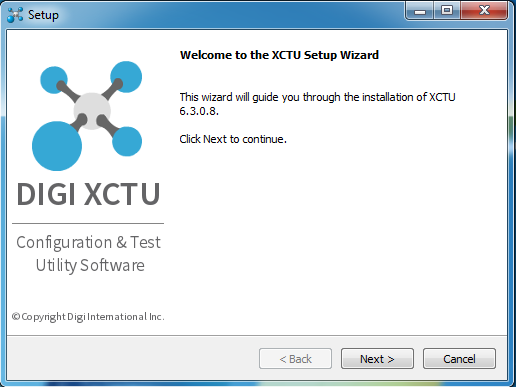 Setup
Welcome to the XCTU Setup Wizard
This wizard will guide you through the installation of XCTU
6.3.0.8.
Click Next to continue.
DIGI XCTU
Configuration & Test
Utility Software
©Copyright Digi International Inc.
< Back
Next >
Cancel